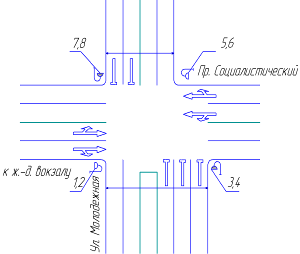 7,8
5,6
Пр. Социалистический
к ж.-д. вокзалу
1,2
3,4
Ул. Молодежная